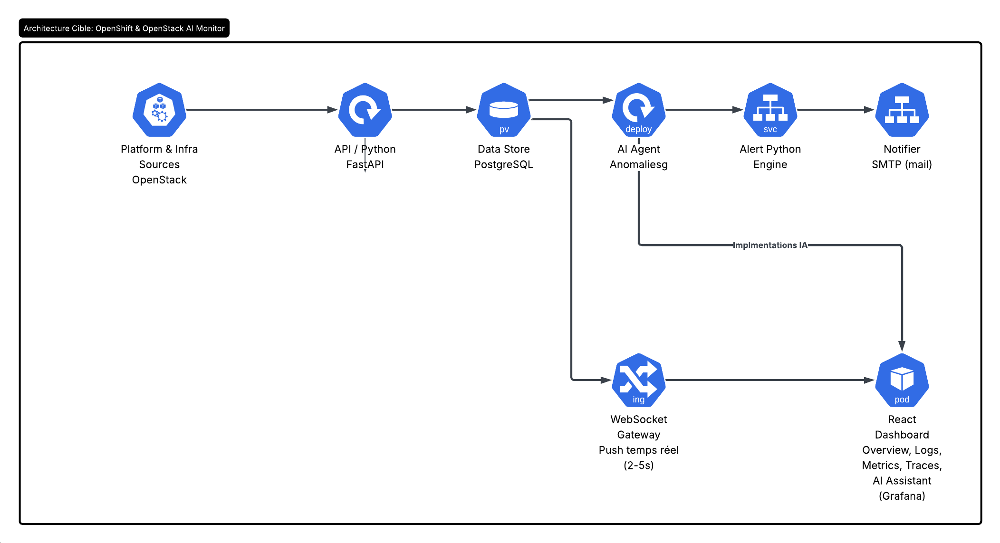 Architecture Cible: OpenShift & OpenStack AI Monitor
Platform & Infra
Sources
OpenStack
API / Python
FastAPI
pv
Data Store
PostgreSQL
deploy
AI Agent
Anomaliesg
svc
Alert Python
Engine
Notifier
SMTP (mail)
Implmentations IA
ing
WebSocket
Gateway
Push temps réel
(2-5s)
pod
React
Dashboard
Overview, Logs,
Metrics, Traces,
AI Assistant
(Grafana)